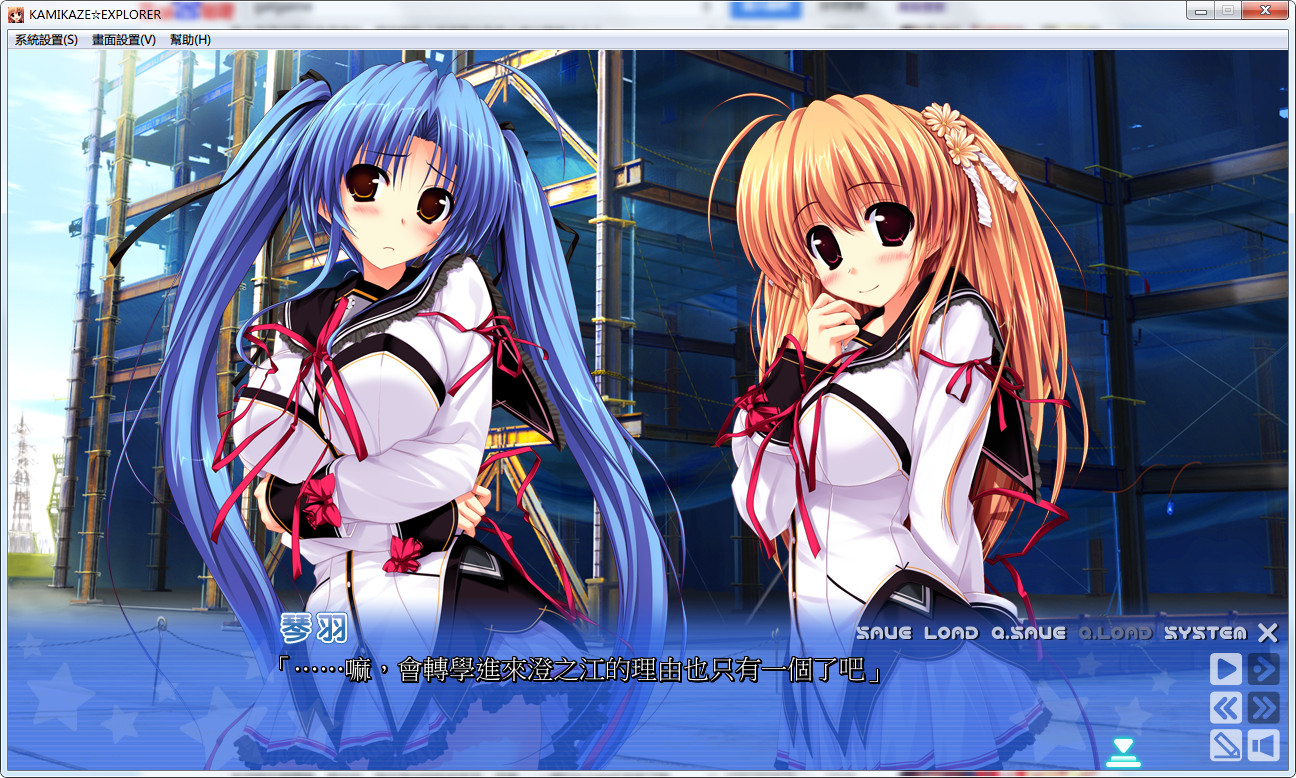 KAMIKAZE☆EXPLORER
系統設置(S) 畫面設置(V) 幫助(H)
琴羽
SAVE LOAD Q.SAVE Q.LOAD SYSTEM
「……嘛，會轉學進來澄之江的理由也只有一個了吧」